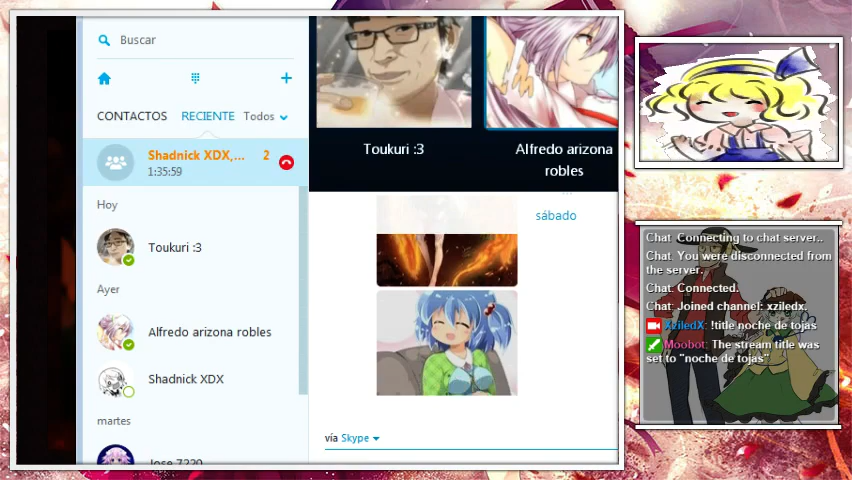 Buscar
CONTACTOS RECIENTE Todos
Shadnick XDX,... 2
1:35:59
Hoy
Toukuri :3
Ayer
Alfredo arizona robles
Shadnick XDX
martes
Jose 7220
Toukuri :3
Alfredo arizona
robles
sábado
vía Skype
Chat: Connecting to chat server..
Chat: You were disconnected from
the server.
Chat: Connected.
Chat: Joined channel: xziledx.
XziledX: !title noche de tojas
Moobot: The stream title was
set to "noche de tojas"